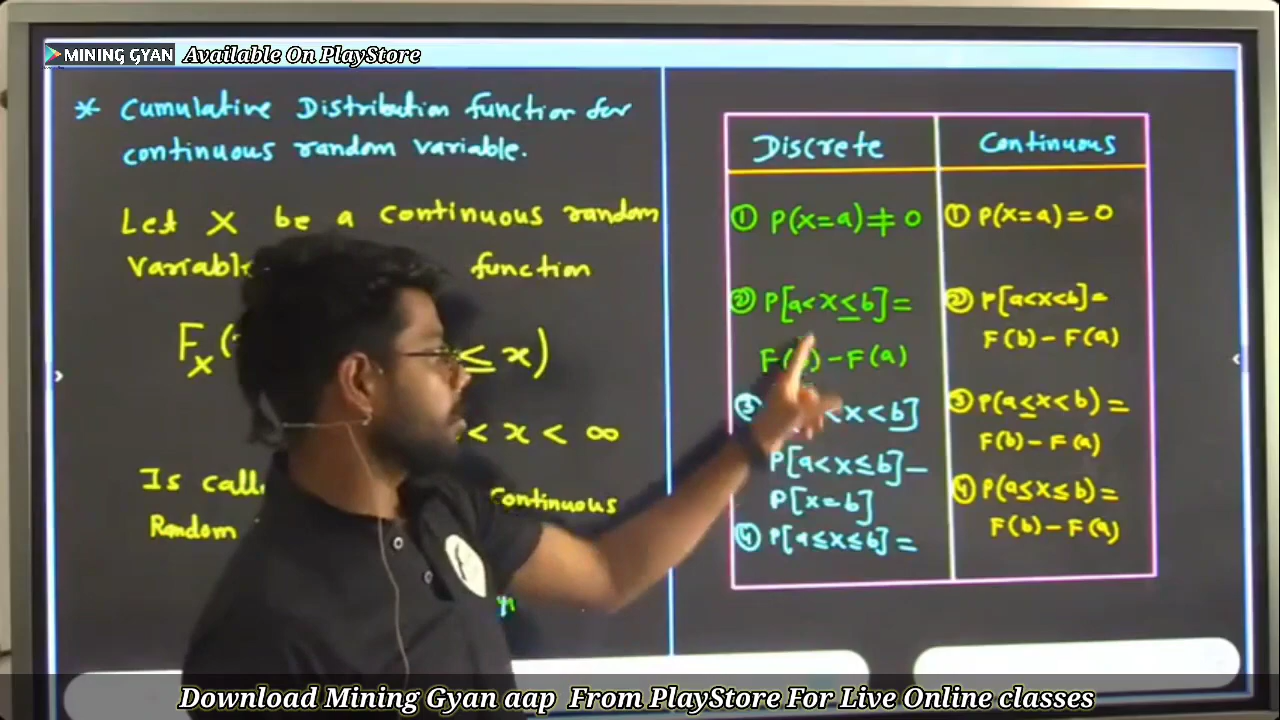 MINING GYAN Available On PlayStore
* Cumulative Distribution function for
continuous random variable.
Let X be a continuous random
function
≤ x)
< x < ∞
Is
Continuous
Random
Discrete
① P(x=a)≠0
② P[a<x≤b]=
F(b)-F(a)
③ <x<b]
P[a<x≤b]-
P[x=b]
④ P[a≤x≤b]=
Continuous
① P(x=a)=0
② P[a<x<b]=
F(b)-F(a)
③ P(a≤x<b)=
F(b)-F(a)
④ P(a≤x≤b)=
F(b)-F(a)
Download Mining Gyan aap From PlayStore For Live Online classes